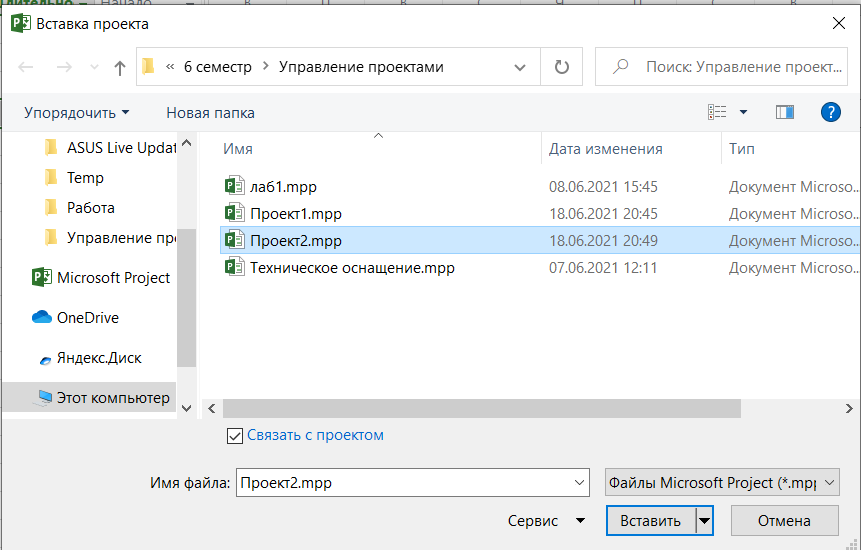 Вставка проекта
« 6 семестр > Управление проектами
Поиск: Управление проект...
Упорядочить
Новая папка
ASUS Live Updat
Temp
Работа
Управление прo
Microsoft Project
OneDrive
Яндекс.Диск
Этот компьютер
Имя Дата изменения Тип
лаб1.mpp 08.06.2021 15:45 Документ Microso...
Проект1.mpp 18.06.2021 20:45 Документ Microso...
Проект2.mpp 18.06.2021 20:49 Документ Microso...
Техническое оснащение.mpp 07.06.2021 12:11 Документ Microso...
Связать с проектом
Имя файла: Проект2.mpp Файлы Microsoft Project (*.mpp
Сервис Вставить Отмена